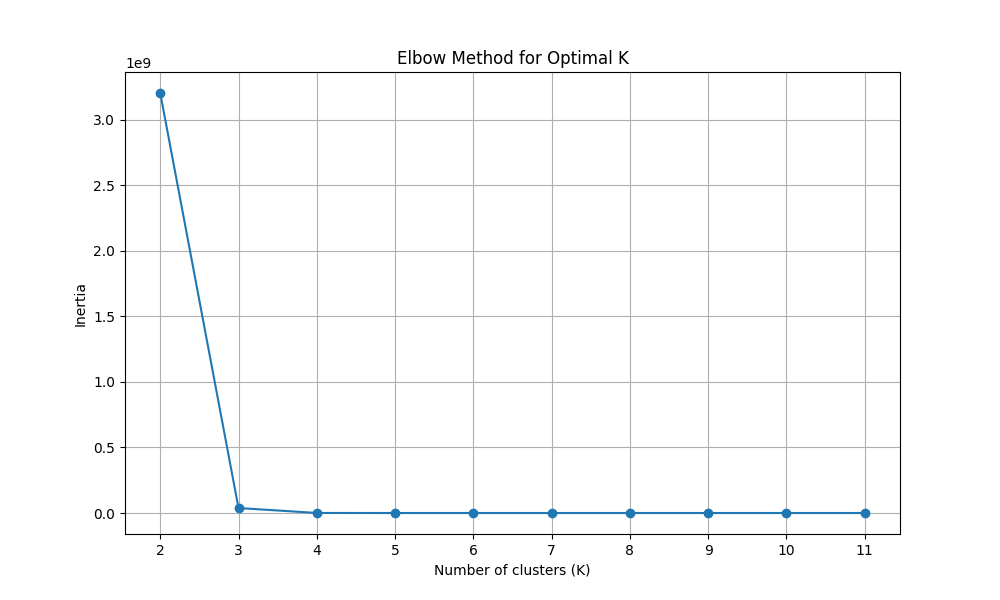 Elbow Method for Optimal K
1e9
3.0
2.5
2.0
1.5
1.0
0.5
0.0
Inertia
2 3 4 5 6 7 8 9 10 11
Number of clusters (K)